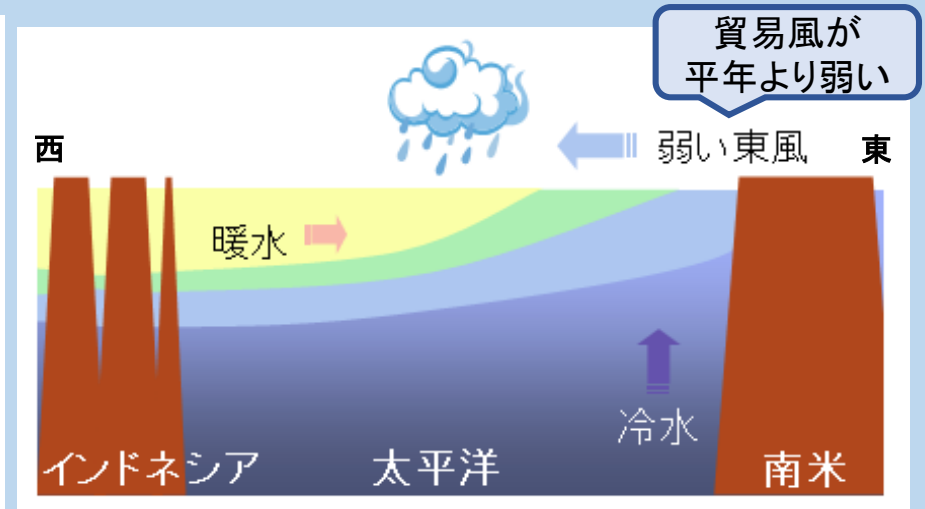 貿易風が
平年より弱い
西
弱い東風
東
暖水
冷水
インドネシア
太平洋
南米